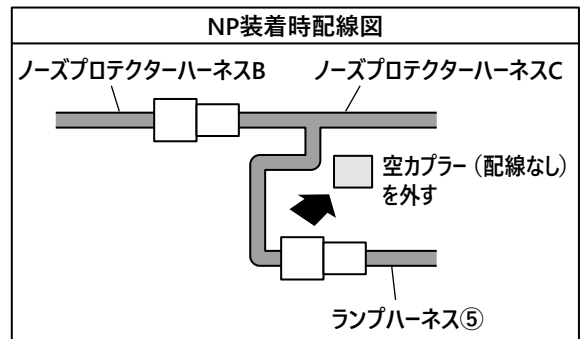 NP装着時配線図
ノーズプロテクターハーネスB
ノーズプロテクターハーネスC
空カプラー（配線なし）
を外す
ランプハーネス⑤